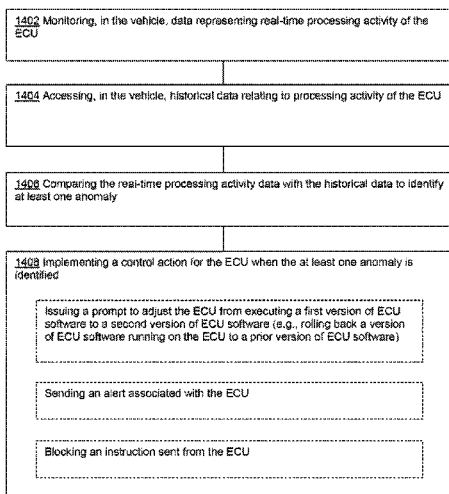 1402 Monitoring, in the vehicle, data representing real-time processing activity of the
ECU
1404 Accessing, in the vehicle, historical data relating to processing activity of the ECU
1406 Comparing the real-time processing activity data with the historical data to identify
at least one anomaly
1408 Implementing a control action for the ECU when the at least one anomaly is
identified
Issuing a prompt to adjust the ECU from executing a first version of ECU
software to a second version of ECU software (e.g., rolling back a version
of ECU software running on the ECU to a prior version of ECU software)
Sending an alert associated with the ECU
Blocking an instruction sent from the ECU